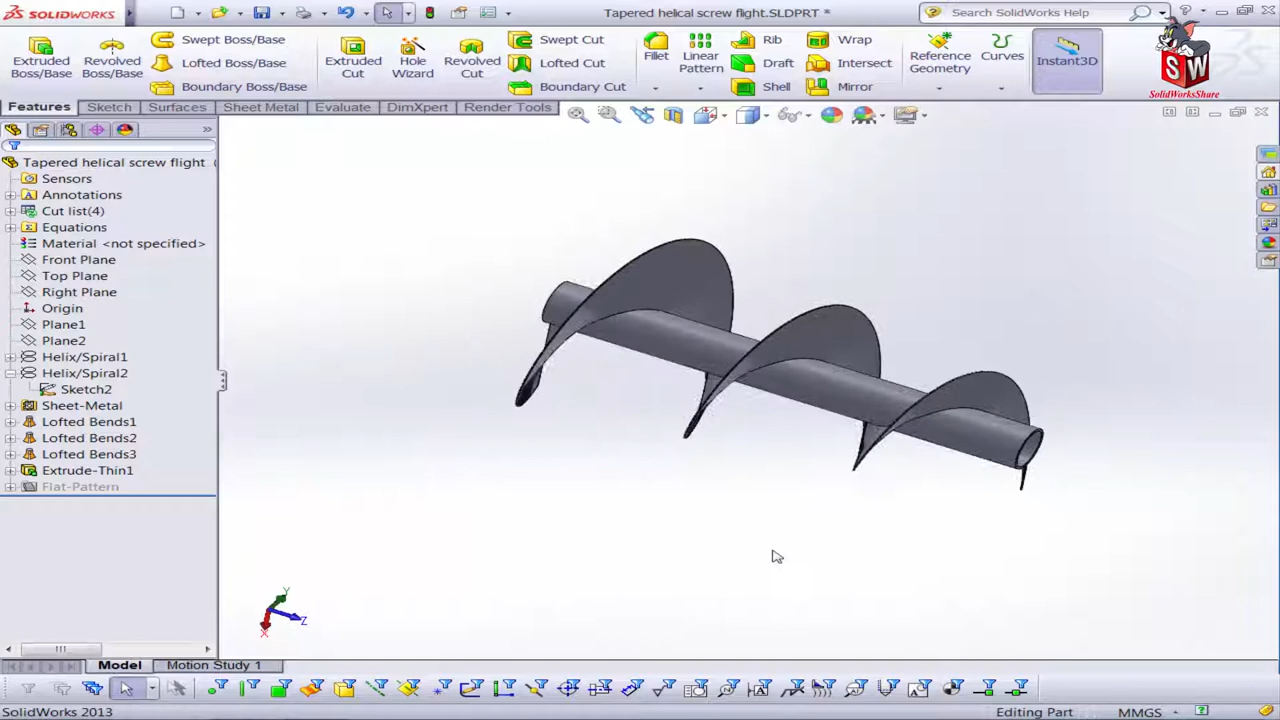 SOLIDWORKS
Tapered helical screw flight.SLDPRT *
Search SolidWorks Help
Extruded Boss/Base
Revolved Boss/Base
Swept Boss/Base
Lofted Boss/Base
Boundary Boss/Base
Extruded Cut
Hole Wizard
Revolved Cut
Swept Cut
Lofted Cut
Boundary Cut
Fillet
Linear Pattern
Rib
Draft
Shell
Wrap
Intersect
Mirror
Reference Geometry
Curves
Instant3D
SW
SolidWorksShare
Features
Sketch
Surfaces
Sheet Metal
Evaluate
DimXpert
Render Tools
Tapered helical screw flight (
Sensors
Annotations
Cut list(4)
Equations
Material <not specified>
Front Plane
Top Plane
Right Plane
Origin
Plane1
Plane2
Helix/Spiral1
Helix/Spiral2
Sketch2
Sheet-Metal
Lofted Bends1
Lofted Bends2
Lofted Bends3
Extrude-Thin1
Flat-Pattern
Y
Z
X
Model
Motion Study 1
SolidWorks 2013
Editing Part
MMGS